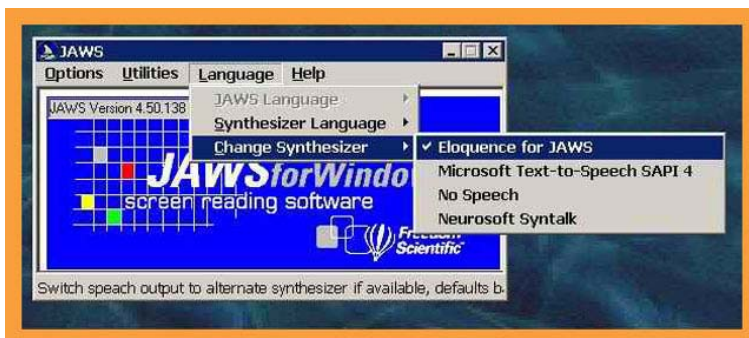 JAWS
Options Utilities Language Help
JAWS Version 4.50.138
JAWS Language
Synthesizer Language
Change Synthesizer
Eloquence for JAWS
Microsoft Text-to-Speech SAPI 4
No Speech
Neurosoft Syntalk
JAWSforWindo
screen reading software
Freedom
Scientific
Switch speach output to alternate synthesizer if available, defaults b